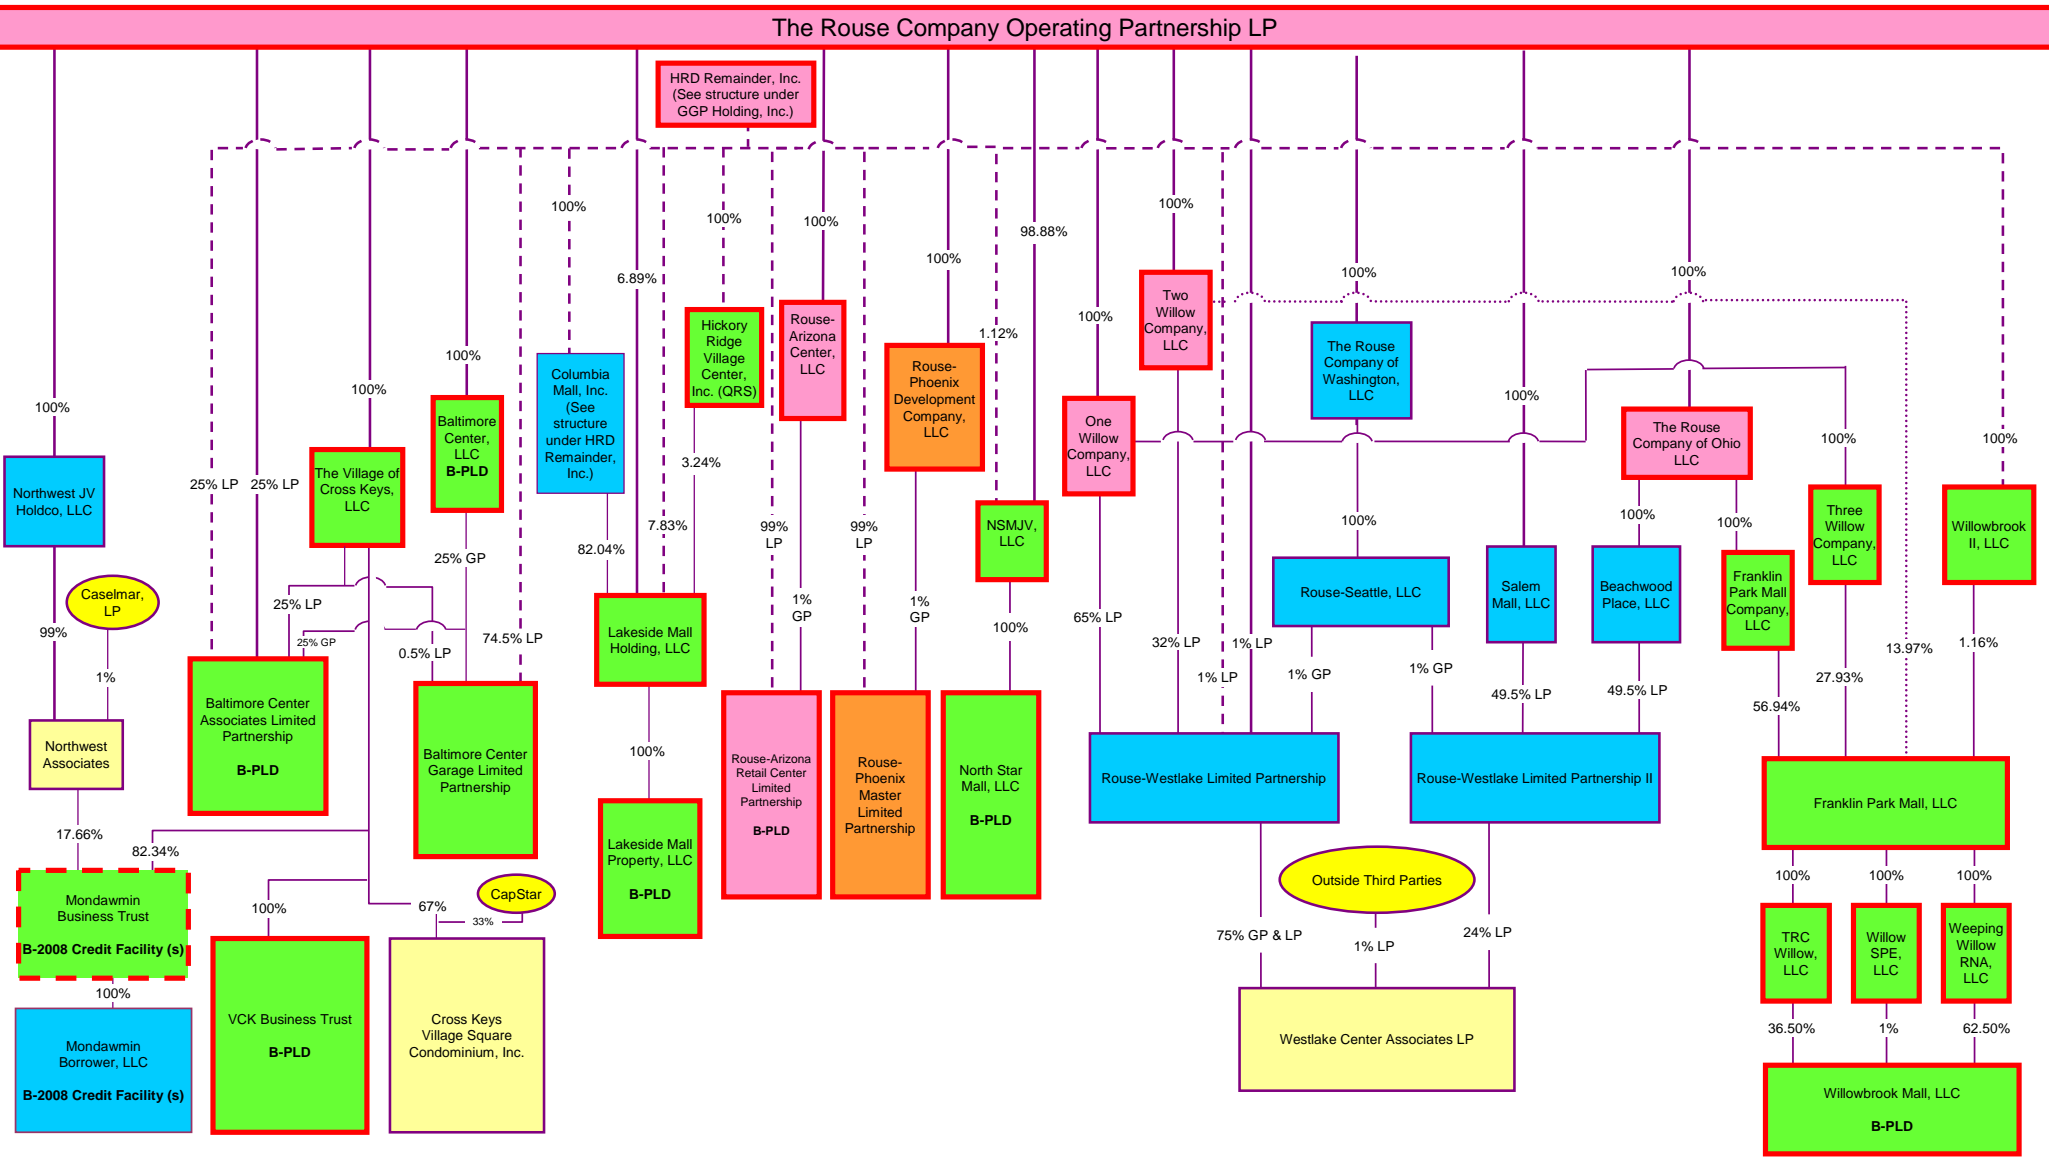 The Rouse Company Operating Partnership LP
HRD Remainder, Inc.
(See structure under
GGP Holding, Inc.)
100%
100%
100%
6.89%
100%
100%
98.88%
100%
100%
100%
100%
100%
100%
100%
100%
100%
1.12%
100%
100%
25% LP
25% LP
Northwest JV
Holdco, LLC
The Village of
Cross Keys,
LLC
Baltimore
Center,
LLC
B-PLD
Columbia
Mall, Inc.
(See
structure
under HRD
Remainder,
Inc.)
Hickory
Ridge
Village
Center,
Inc. (QRS)
Rouse-
Arizona
Center,
LLC
Rouse-
Phoenix
Development
Company,
LLC
NSMJV,
LLC
One
Willow
Company,
LLC
Two
Willow
Company,
LLC
The Rouse
Company of
Washington,
LLC
The Rouse
Company of Ohio
LLC
Three
Willow
Company,
LLC
Willowbrook
II, LLC
25% GP
82.04%
7.83%
3.24%
99%
LP
99%
LP
100%
100%
100%
Rouse-Seattle, LLC
Salem
Mall, LLC
Beachwood
Place, LLC
Franklin
Park Mall
Company,
LLC
Caselmar,
LP
99%
1%
25% LP
25% GP
0.5% LP
74.5% LP
Lakeside Mall
Holding, LLC
1%
GP
1%
GP
100%
65% LP
32% LP
1% LP
1% LP
1% GP
1% GP
49.5% LP
49.5% LP
56.94%
27.93%
13.97%
1.16%
Northwest
Associates
Baltimore Center
Associates Limited
Partnership
B-PLD
Baltimore Center
Garage Limited
Partnership
100%
Rouse-Arizona
Retail Center
Limited
Partnership
B-PLD
Rouse-
Phoenix
Master
Limited
Partnership
North Star
Mall, LLC
B-PLD
Rouse-Westlake Limited Partnership
Rouse-Westlake Limited Partnership II
Franklin Park Mall, LLC
17.66%
82.34%
Lakeside Mall
Property, LLC
B-PLD
Outside Third Parties
100%
100%
100%
Mondawmin
Business Trust
B-2008 Credit Facility (s)
100%
67%
33%
CapStar
75% GP & LP
1% LP
24% LP
TRC
Willow,
LLC
Willow
SPE,
LLC
Weeping
Willow
RNA,
LLC
100%
Mondawmin
Borrower, LLC
B-2008 Credit Facility (s)
VCK Business Trust
B-PLD
Cross Keys
Village Square
Condominium, Inc.
Westlake Center Associates LP
36.50%
1%
62.50%
Willowbrook Mall, LLC
B-PLD